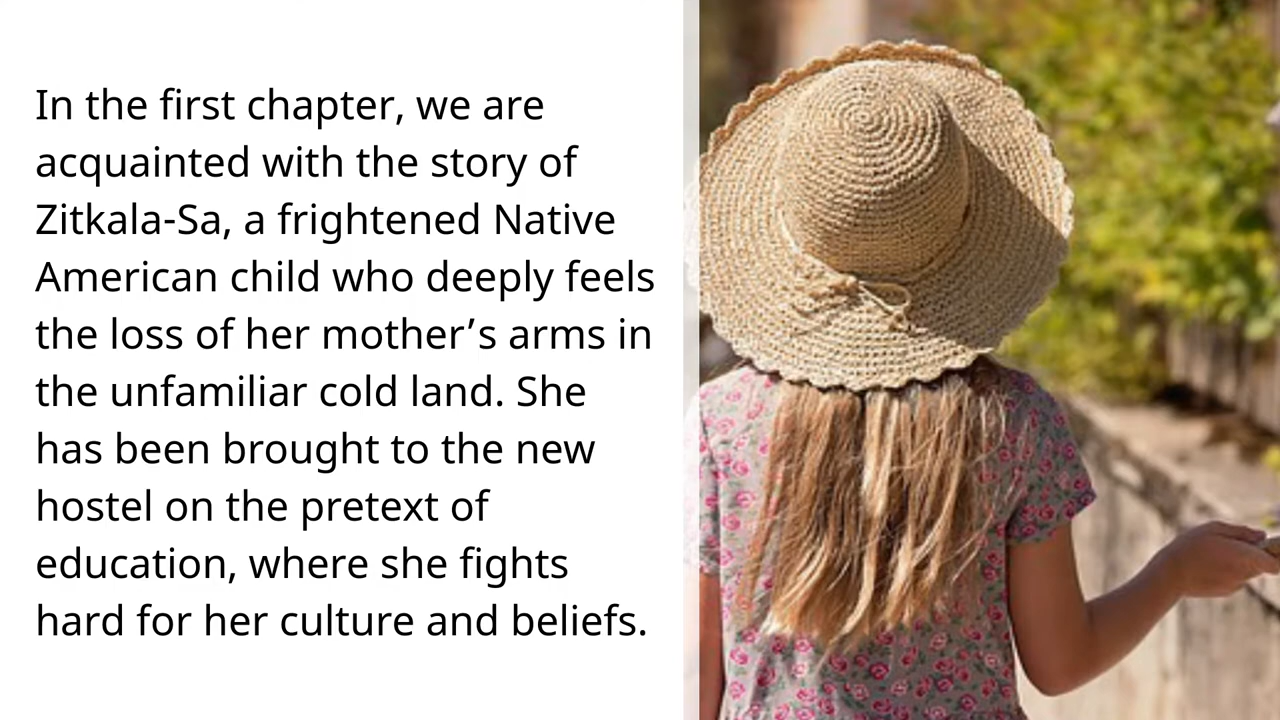 In the first chapter, we are
acquainted with the story of
Zitkala-Sa, a frightened Native
American child who deeply feels
the loss of her mother’s arms in
the unfamiliar cold land. She
has been brought to the new
hostel on the pretext of
education, where she fights
hard for her culture and beliefs.